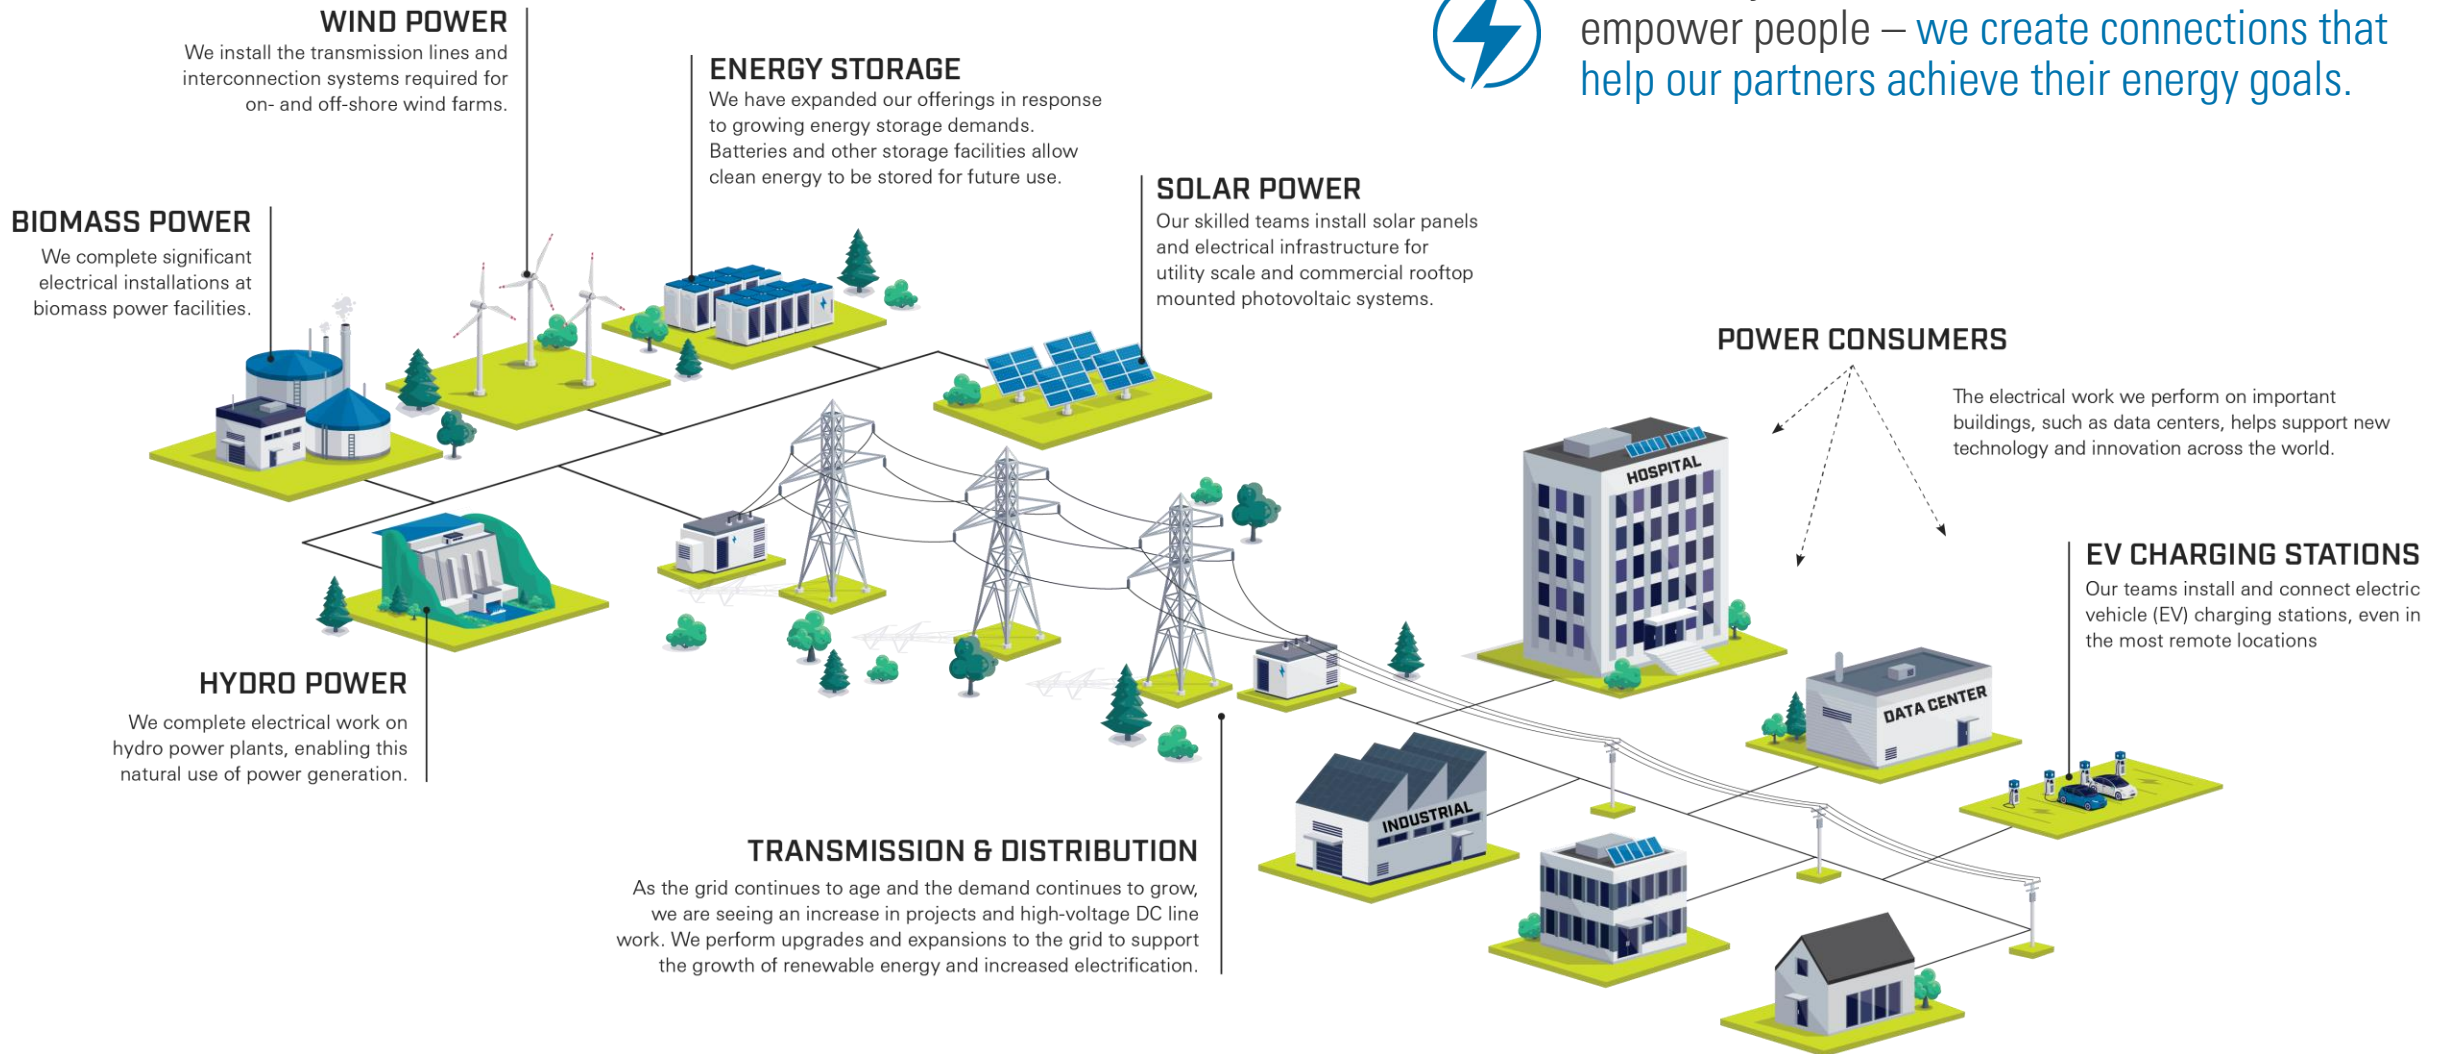 empower people – we create connections that
help our partners achieve their energy goals.
WIND POWER
We install the transmission lines and
interconnection systems required for
on- and off-shore wind farms.
ENERGY STORAGE
We have expanded our offerings in response
to growing energy storage demands.
Batteries and other storage facilities allow
clean energy to be stored for future use.
SOLAR POWER
Our skilled teams install solar panels
and electrical infrastructure for
utility scale and commercial rooftop
mounted photovoltaic systems.
BIOMASS POWER
We complete significant
electrical installations at
biomass power facilities.
POWER CONSUMERS
The electrical work we perform on important
buildings, such as data centers, helps support new
technology and innovation across the world.
HOSPITAL
EV CHARGING STATIONS
Our teams install and connect electric
vehicle (EV) charging stations, even in
the most remote locations
HYDRO POWER
We complete electrical work on
hydro power plants, enabling this
natural use of power generation.
DATA CENTER
INDUSTRIAL
TRANSMISSION & DISTRIBUTION
As the grid continues to age and the demand continues to grow,
we are seeing an increase in projects and high-voltage DC line
work. We perform upgrades and expansions to the grid to support
the growth of renewable energy and increased electrification.